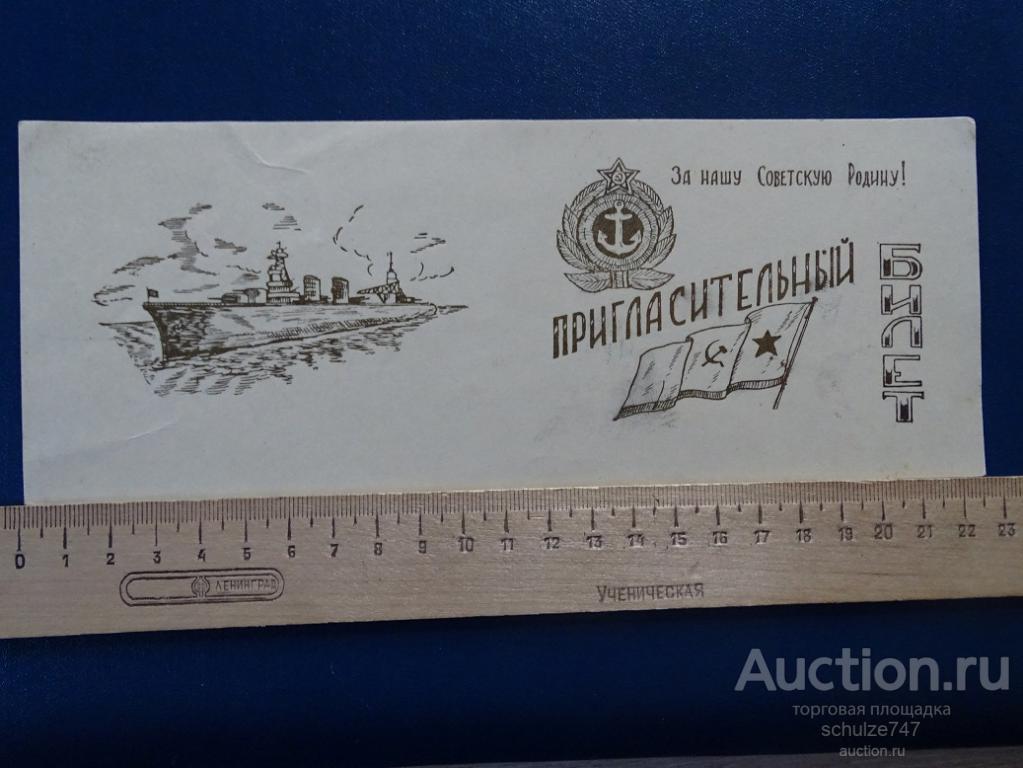 За нашу Советскую Родину!
ПРИГЛАСИТЕЛЬНЫЙ
БИЛЕТ
0 1 2 3 4 5 6 7 8 9 10 11 12 13 14 15 16 17 18 19 20 21 22 23
ЛЕНИНГРАД
УЧЕНИЧЕСКАЯ
Auction.ru
торговая площадка
schulze747
auction.ru